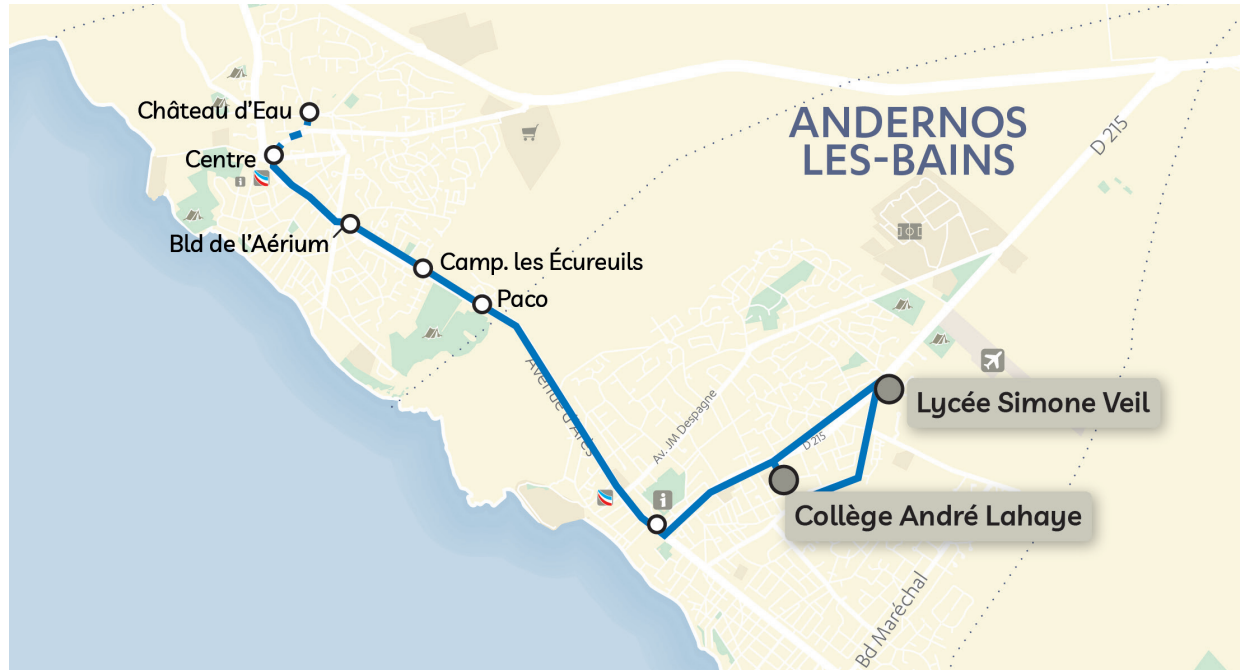 ANDERNOS
LES-BAINS
D 215
Château d'Eau
Centre
i
Bld de l'Aérium
Camp. les Écureuils
Paco
Avenue d'Arès
Av. JM Despagne
D 215
Lycée Simone Veil
i
Collège André Lahaye
Bd Maréchal